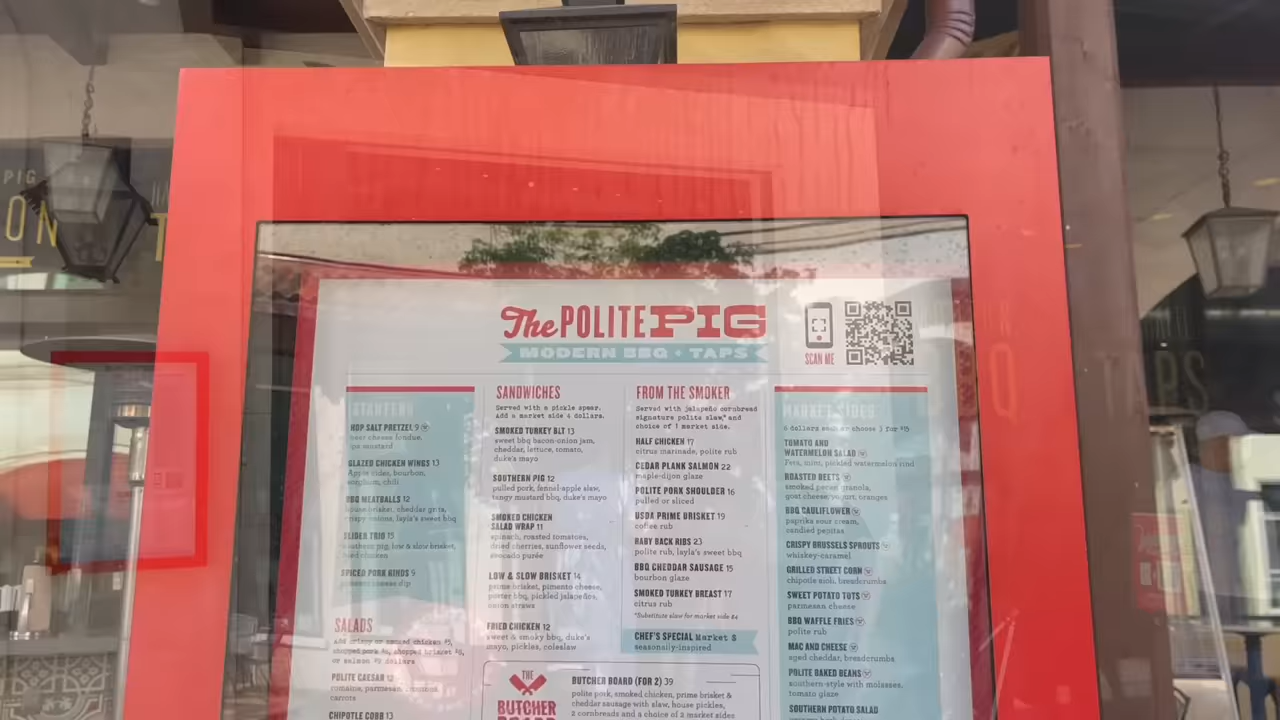 PIG
ON
The POLITE PIG
MODERN BBQ + TAPS
SCAN ME
STARTERS
HOP SALT PRETZEL 9
beer cheese fondue,
mustard
GLAZED CHICKEN WINGS 13
Apple cider, bourbon,
sorghum, chili
BBQ MEATBALLS 12
house brisket, cheddar grits,
crispy onions, layla's sweet bbq
SLIDER TRIO 15
southern pig, low & slow brisket,
fried chicken
SPICED PORK RINDS 9
pimento cheese dip
SALADS
Add crispy or smoked chicken $5,
chopped pork $6, chopped brisket $8,
or salmon $9 dollars
POLITE CAESAR 12
romaine, parmesan,
carrots
CHIPOTLE COBB 13
SANDWICHES
Served with a pickle spear.
Add a market side 4 dollars.
SMOKED TURKEY BLT 13
sweet bbq bacon-onion jam,
cheddar, lettuce, tomato,
duke's mayo
SOUTHERN PIG 12
pulled pork, fennel-apple slaw,
tangy mustard bbq, duke's mayo
SMOKED CHICKEN
SALAD WRAP 11
spinach, roasted tomatoes,
dried cherries, sunflower seeds,
avocado purée
LOW & SLOW BRISKET 14
prime brisket, pimento cheese,
porter bbq, pickled jalapeños,
onion straws
FRIED CHICKEN 12
sweet & smoky bbq, duke's
mayo, pickles, coleslaw
FROM THE SMOKER
Served with jalapeño cornbread
signature polite slaw,* and
choice of 1 market side.
HALF CHICKEN 17
citrus marinade, polite rub
CEDAR PLANK SALMON 22
maple-dijon glaze
POLITE PORK SHOULDER 16
pulled or sliced
USDA PRIME BRISKET 19
coffee rub
BABY BACK RIBS 23
polite rub, layla's sweet bbq
BBQ CHEDDAR SAUSAGE 15
bourbon glaze
SMOKED TURKEY BREAST 17
citrus rub
*Substitute slaw for market side $4
CHEF'S SPECIAL Market $
seasonally-inspired
THE
BUTCHER
BOARD
BUTCHER BOARD (FOR 2) 39
polite pork, smoked chicken, prime brisket &
cheddar sausage with slaw, house pickles,
2 cornbreads and a choice of 2 market sides
MARKET SIDES
6 dollars each or choose 3 for $15
TOMATO AND
WATERMELON SALAD
Feta, mint, pickled watermelon rind
ROASTED BEETS
smoked pecan granola,
goat cheese yogurt, oranges
BBQ CAULIFLOWER
paprika sour cream,
candied pepitas
CRISPY BRUSSELS SPROUTS
whiskey-caramel
GRILLED STREET CORN
chipotle aioli, breadcrumbs
SWEET POTATO TOTS
parmesan cheese
BBQ WAFFLE FRIES
polite rub
MAC AND CHEESE
aged cheddar, breadcrumbs
POLITE BAKED BEANS
southern-style with molasses,
tomato glaze
SOUTHERN POTATO SALAD
TAPS